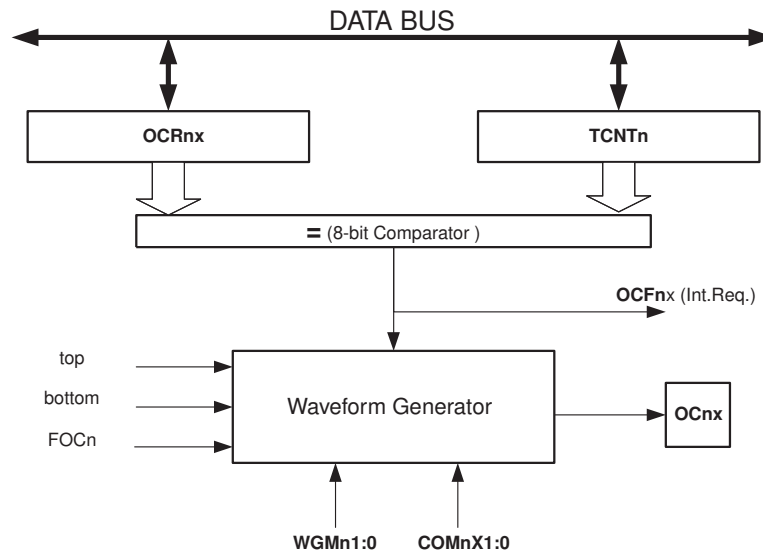 DATA BUS
OCRnx
TCNTn
= (8-bit Comparator )
OCFnx (Int.Req.)
top
bottom
FOCn
Waveform Generator
OCnx
WGMn1:0
COMnX1:0